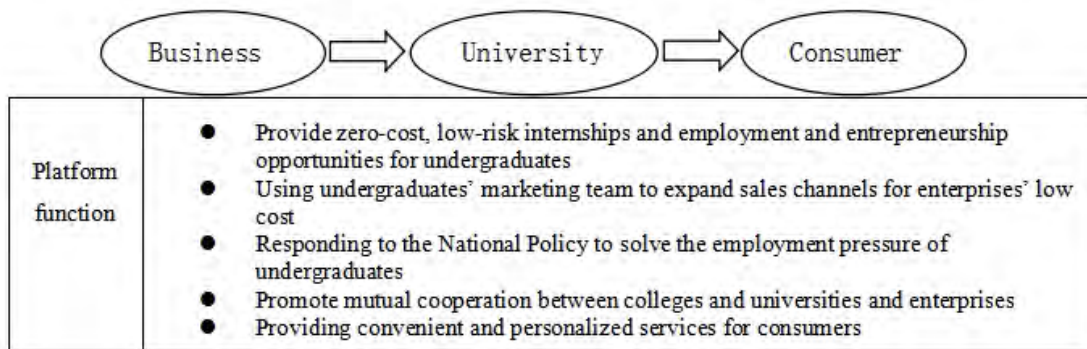 Business
University
Consumer
Platform
function
● Provide zero-cost, low-risk internships and employment and entrepreneurship
opportunities for undergraduates
● Using undergraduates' marketing team to expand sales channels for enterprises' low
cost
● Responding to the National Policy to solve the employment pressure of
undergraduates
● Promote mutual cooperation between colleges and universities and enterprises
● Providing convenient and personalized services for consumers